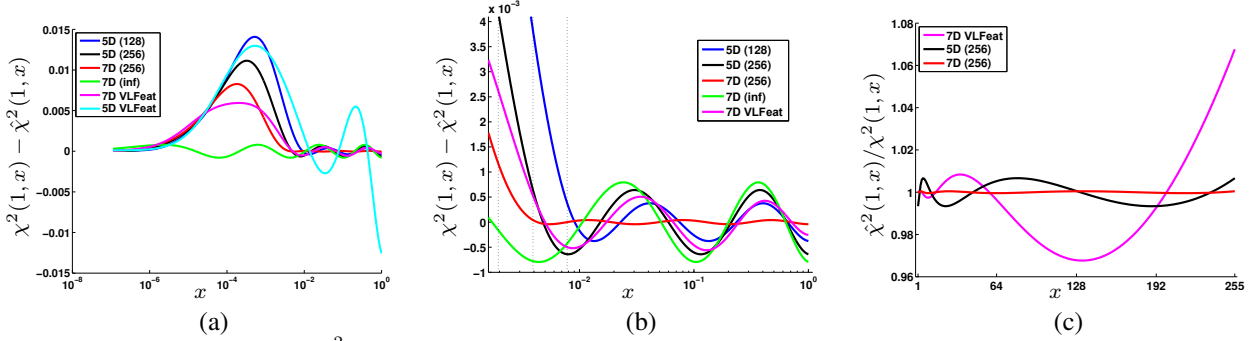 0.015
0.01
0.005
0
−0.005
−0.01
−0.015
10⁻⁸
10⁻⁶
10⁻⁴
10⁻²
10⁰
χ²(1, x) − χ̂²(1, x)
x
5D (128)
5D (256)
7D (256)
7D (inf)
7D VLFeat
5D VLFeat
(a)
x 10⁻³
4
3.5
3
2.5
2
1.5
1
0.5
0
−0.5
−1
10⁻²
10⁻¹
10⁰
χ²(1, x) − χ̂²(1, x)
x
5D (128)
5D (256)
7D (256)
7D (inf)
7D VLFeat
(b)
1.08
1.06
1.04
1.02
1
0.98
0.96
1
64
128
192
255
χ̂²(1, x)/χ²(1, x)
x
7D VLFeat
5D (256)
7D (256)
(c)